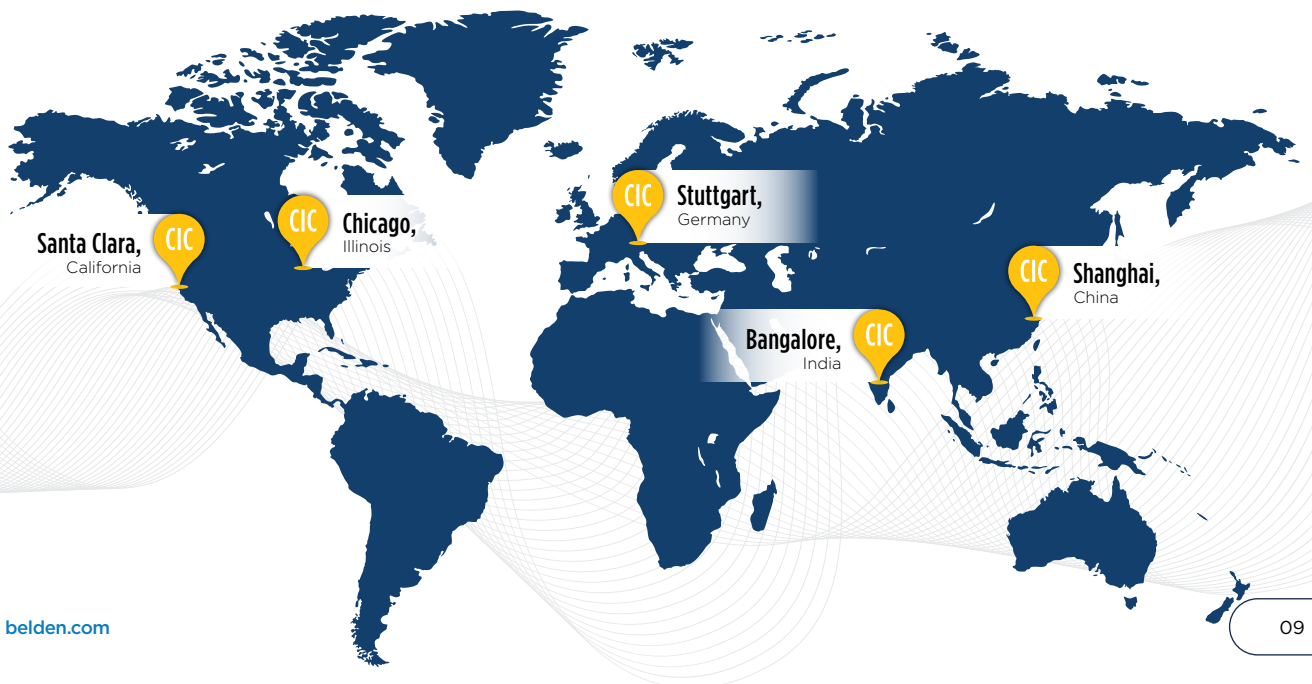 CIC
Santa Clara,
California
CIC
Chicago,
Illinois
CIC
Stuttgart,
Germany
CIC
Shanghai,
China
Bangalore,
India
CIC
belden.com
09